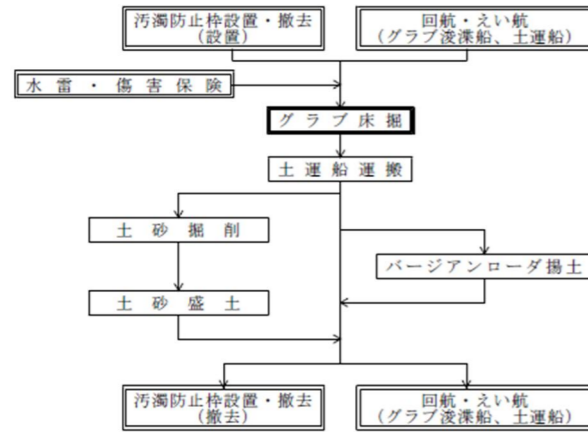 汚濁防止枠設置・撤去
(設置)
回航・えい航
(グラブ浚渫船、土運船)
水雷・傷害保険
グラブ床掘
土運船運搬
土砂掘削
バージアンローダ揚土
土砂盛土
汚濁防止枠設置・撤去
(撤去)
回航・えい航
(グラブ浚渫船、土運船)